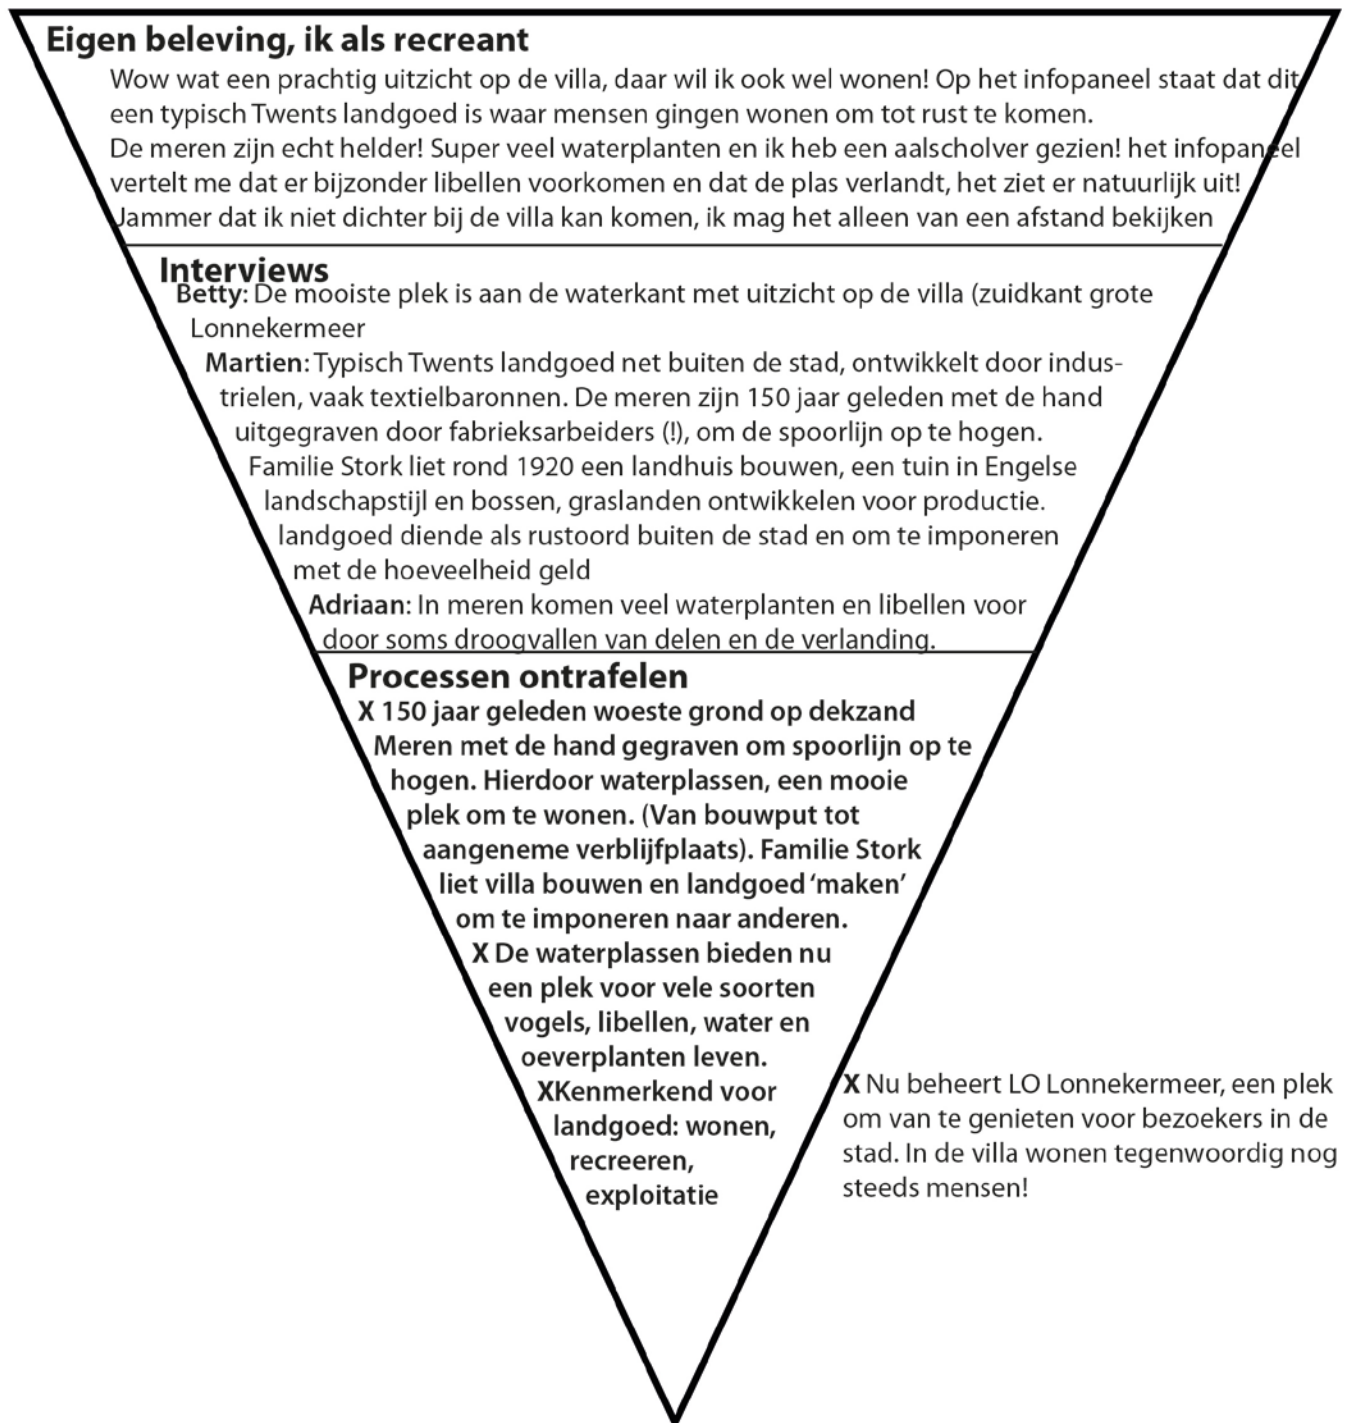 Eigen beleving, ik als recreant
Wow wat een prachtig uitzicht op de villa, daar wil ik ook wel wonen! Op het infopaneel staat dat dit
een typisch Twents landgoed is waar mensen gingen wonen om tot rust te komen.
De meren zijn echt helder! Super veel waterplanten en ik heb een aalscholver gezien! het infopaneel
vertelt me dat er bijzonder libellen voorkomen en dat de plas verlandt, het ziet er natuurlijk uit!
Jammer dat ik niet dichter bij de villa kan komen, ik mag het alleen van een afstand bekijken
Interviews
Betty: De mooiste plek is aan de waterkant met uitzicht op de villa (zuidkant grote
Lonnekermeer
Martien: Typisch Twents landgoed net buiten de stad, ontwikkelt door indus-
trielen, vaak textielbaronnen. De meren zijn 150 jaar geleden met de hand
uitgegraven door fabrieksarbeiders (!), om de spoorlijn op te hogen.
Familie Stork liet rond 1920 een landhuis bouwen, een tuin in Engelse
landschapstijl en bossen, graslanden ontwikkelen voor productie.
landgoed diende als rustoord buiten de stad en om te imponeren
met de hoeveelheid geld
Adriaan: In meren komen veel waterplanten en libellen voor
door soms droogvallen van delen en de verlanding.
Processen ontrafelen
X 150 jaar geleden woeste grond op dekzand
Meren met de hand gegraven om spoorlijn op te
hogen. Hierdoor waterplassen, een mooie
plek om te wonen. (Van bouwput tot
aangeneme verblijfplaats). Familie Stork
liet villa bouwen en landgoed 'maken'
om te imponeren naar anderen.
X De waterplassen bieden nu
een plek voor vele soorten
vogels, libellen, water en
oeverplanten leven.
XKenmerkend voor
landgoed: wonen,
recreeren,
exploitatie
X Nu beheert LO Lonnekermeer, een plek
om van te genieten voor bezoekers in de
stad. In de villa wonen tegenwoordig nog
steeds mensen!